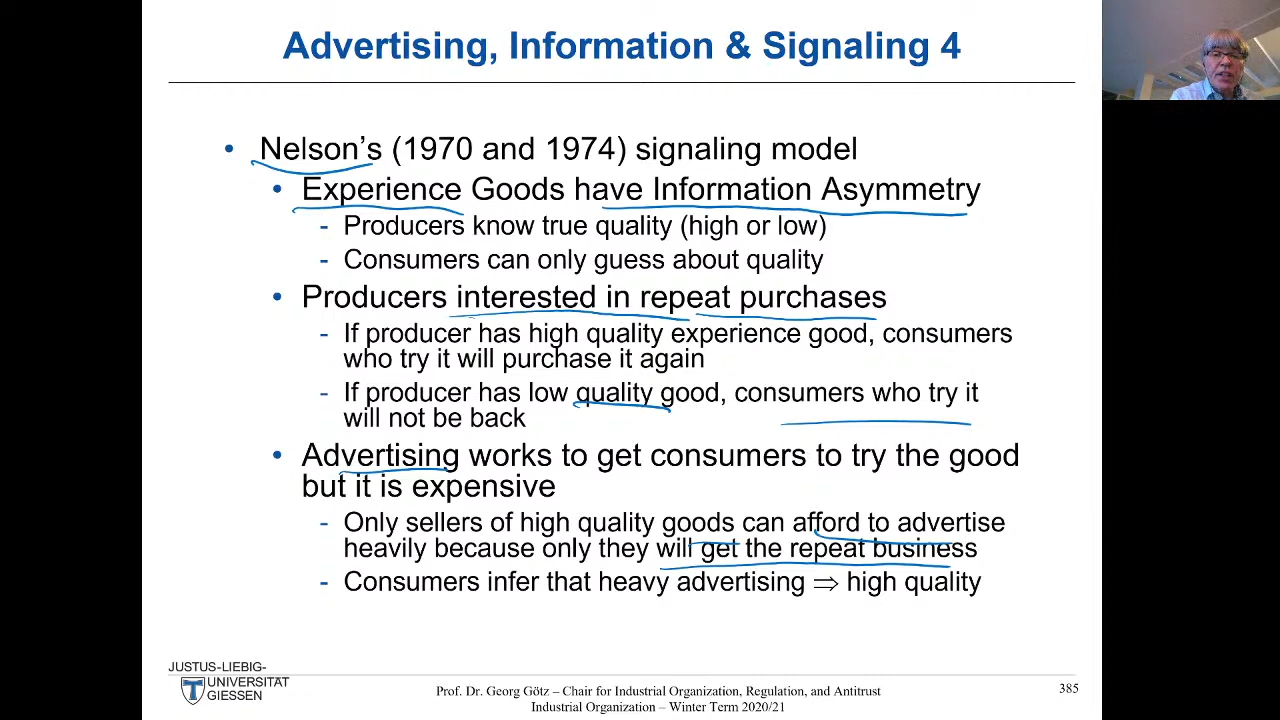 Advertising, Information & Signaling 4
• Nelson's (1970 and 1974) signaling model
• Experience Goods have Information Asymmetry
- Producers know true quality (high or low)
- Consumers can only guess about quality
• Producers interested in repeat purchases
- If producer has high quality experience good, consumers
who try it will purchase it again
- If producer has low quality good, consumers who try it
will not be back
• Advertising works to get consumers to try the good
but it is expensive
- Only sellers of high quality goods can afford to advertise
heavily because only they will get the repeat business
- Consumers infer that heavy advertising ⇒ high quality
JUSTUS-LIEBIG-
UNIVERSITÄT
GIESSEN
Prof. Dr. Georg Götz – Chair for Industrial Organization, Regulation, and Antitrust
Industrial Organization – Winter Term 2020/21
385